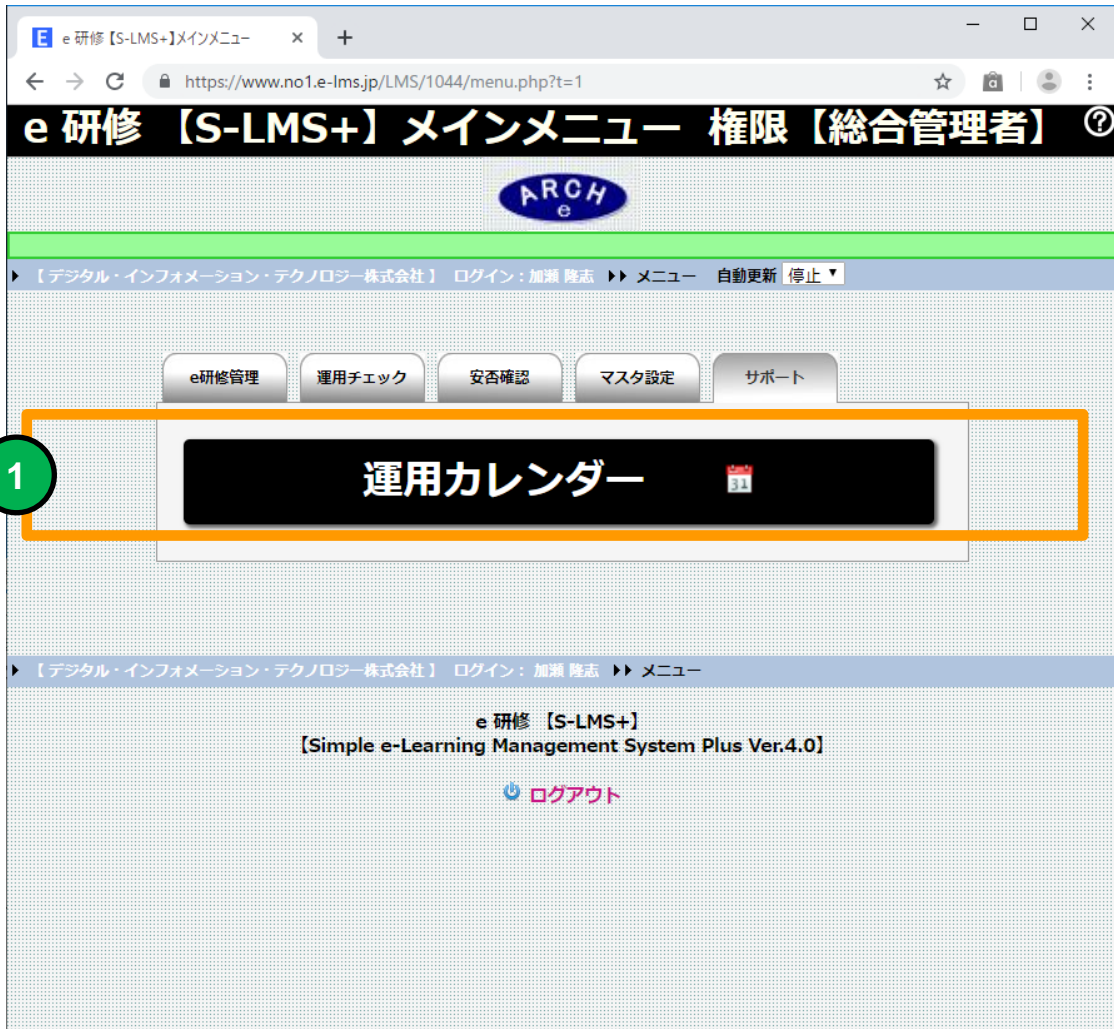 E e 研修【S-LMS+】メインメニュー × +
https://www.no1.e-lms.jp/LMS/1044/menu.php?t=1
e 研修 【S-LMS+】 メインメニュー 権限【総合管理者】 ?
ARCH
e
【 デジタル・インフォメーション・テクノロジー株式会社 】 ログイン : 加瀬 隆志 メニュー 自動更新 停止
e研修管理 運用チェック 安否確認 マスタ設定 サポート
1
運用カレンダー 31
【 デジタル・インフォメーション・テクノロジー株式会社 】 ログイン : 加瀬 隆志 メニュー
e 研修 【S-LMS+】
【Simple e-Learning Management System Plus Ver.4.0】
ログアウト